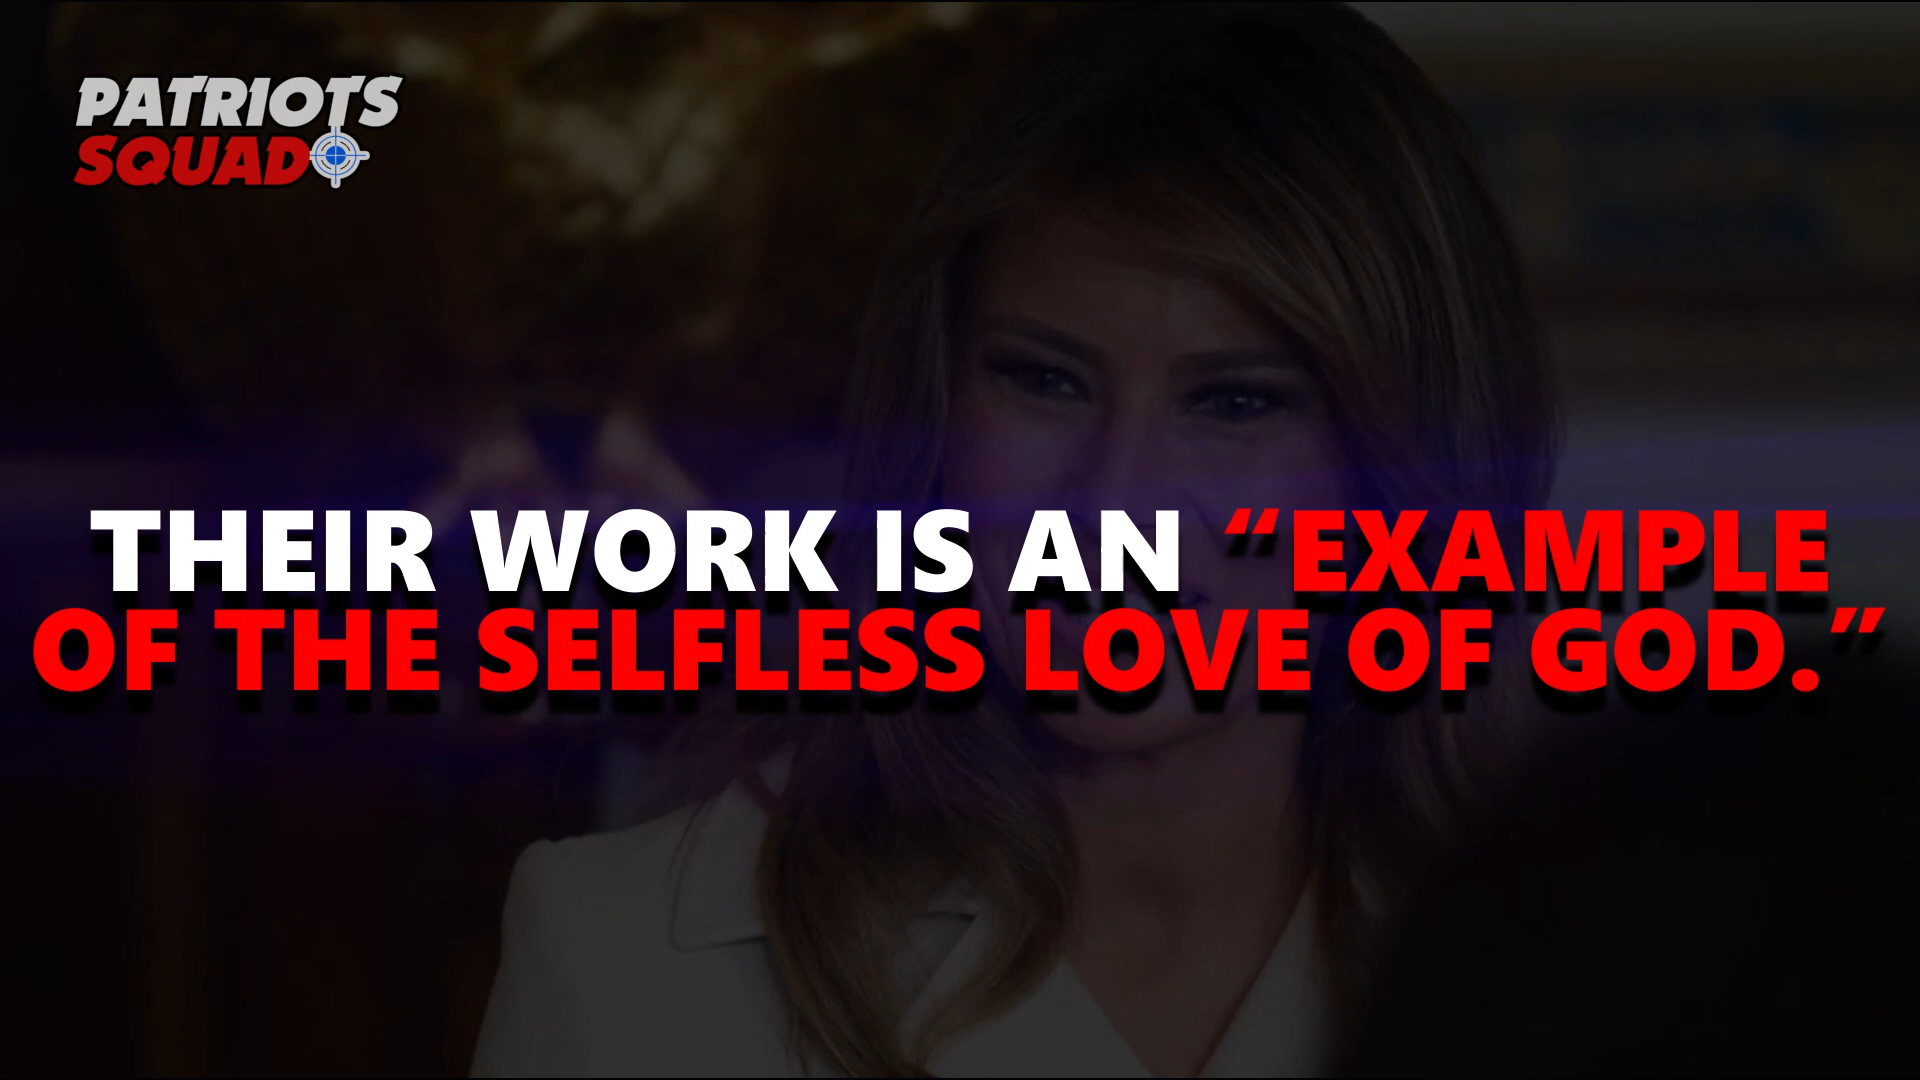 PATRIOTS
SQUAD
THEIR WORK IS AN “EXAMPLE
OF THE SELFLESS LOVE OF GOD.”